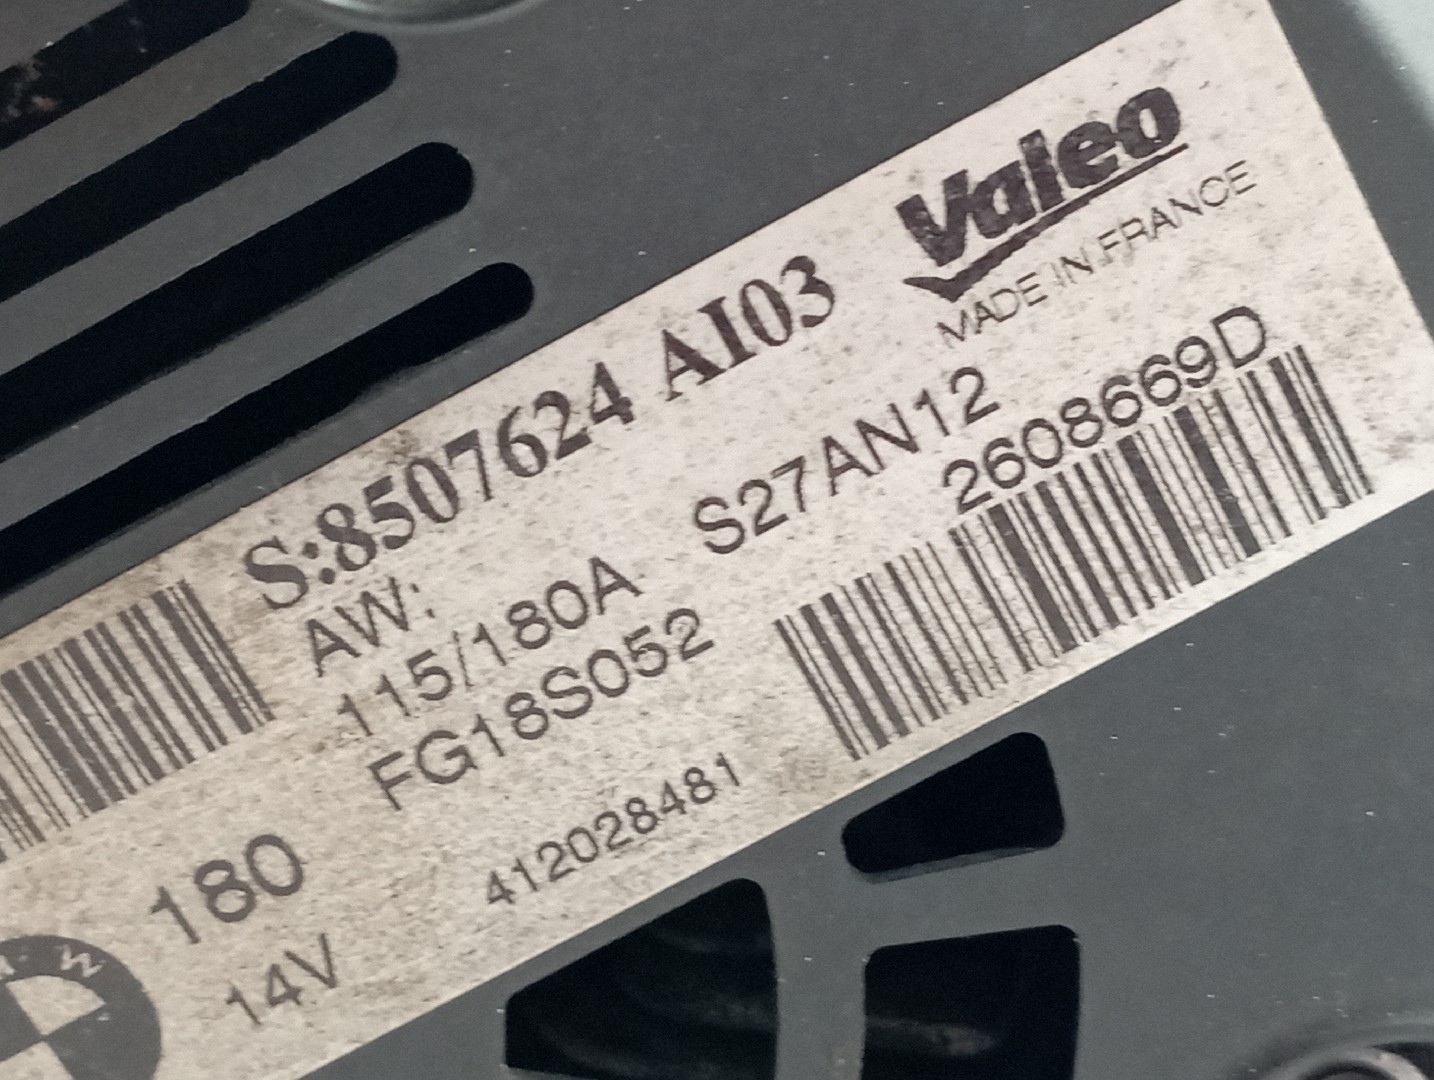 Valeo
MADE IN FRANCE
S:8507624 AI03
AW:
115/180A S27AN12
FG18S052 2608669D
180 412028481
14V
M W